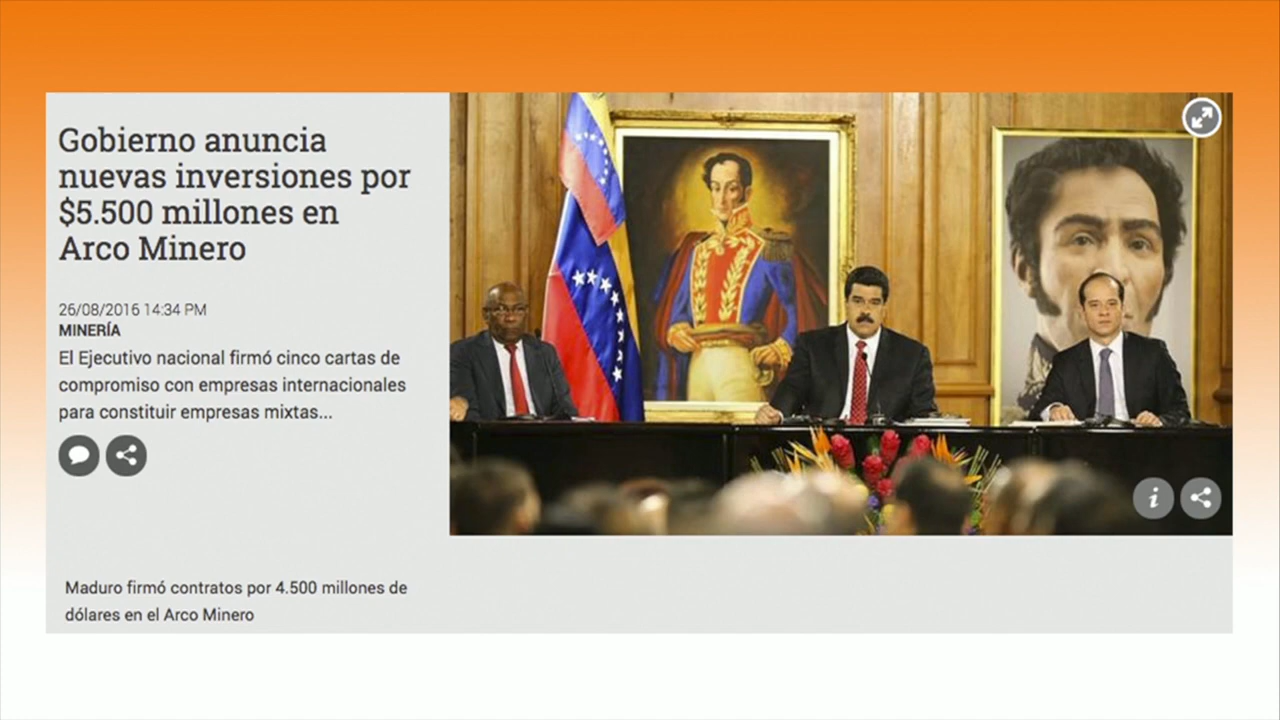 Gobierno anuncia
nuevas inversiones por
$5.500 millones en
Arco Minero
26/08/2016 14:34 PM
MINERÍA
El Ejecutivo nacional firmó cinco cartas de
compromiso con empresas internacionales
para constituir empresas mixtas...
Maduro firmó contratos por 4.500 millones de
dólares en el Arco Minero